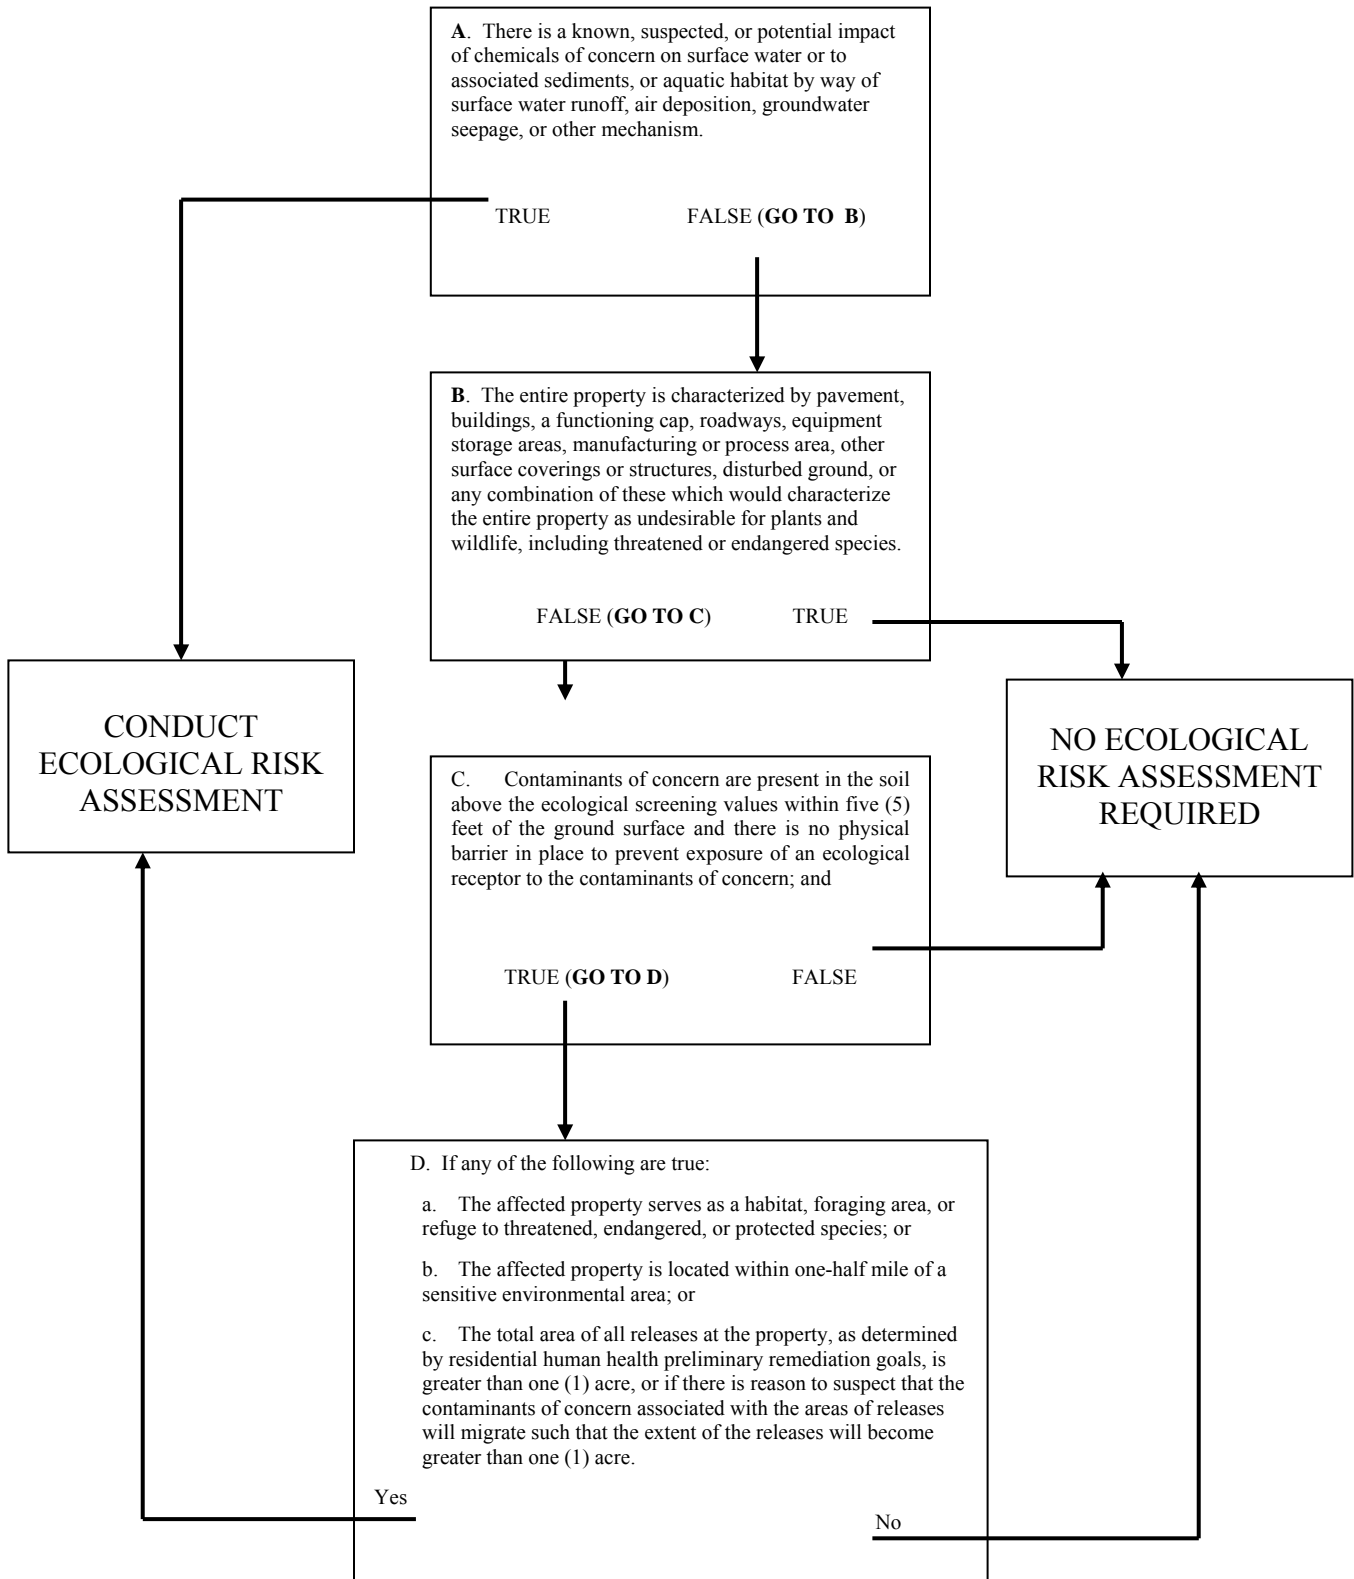 A. There is a known, suspected, or potential impact
of chemicals of concern on surface water or to
associated sediments, or aquatic habitat by way of
surface water runoff, air deposition, groundwater
seepage, or other mechanism.
TRUE FALSE (GO TO B)
B. The entire property is characterized by pavement,
buildings, a functioning cap, roadways, equipment
storage areas, manufacturing or process area, other
surface coverings or structures, disturbed ground, or
any combination of these which would characterize
the entire property as undesirable for plants and
wildlife, including threatened or endangered species.
FALSE (GO TO C) TRUE
CONDUCT
ECOLOGICAL RISK
ASSESSMENT
NO ECOLOGICAL
RISK ASSESSMENT
REQUIRED
C. Contaminants of concern are present in the soil
above the ecological screening values within five (5)
feet of the ground surface and there is no physical
barrier in place to prevent exposure of an ecological
receptor to the contaminants of concern; and
TRUE (GO TO D) FALSE
D. If any of the following are true:
a. The affected property serves as a habitat, foraging area, or
refuge to threatened, endangered, or protected species; or
b. The affected property is located within one-half mile of a
sensitive environmental area; or
c. The total area of all releases at the property, as determined
by residential human health preliminary remediation goals, is
greater than one (1) acre, or if there is reason to suspect that the
contaminants of concern associated with the areas of releases
will migrate such that the extent of the releases will become
greater than one (1) acre.
Yes
No